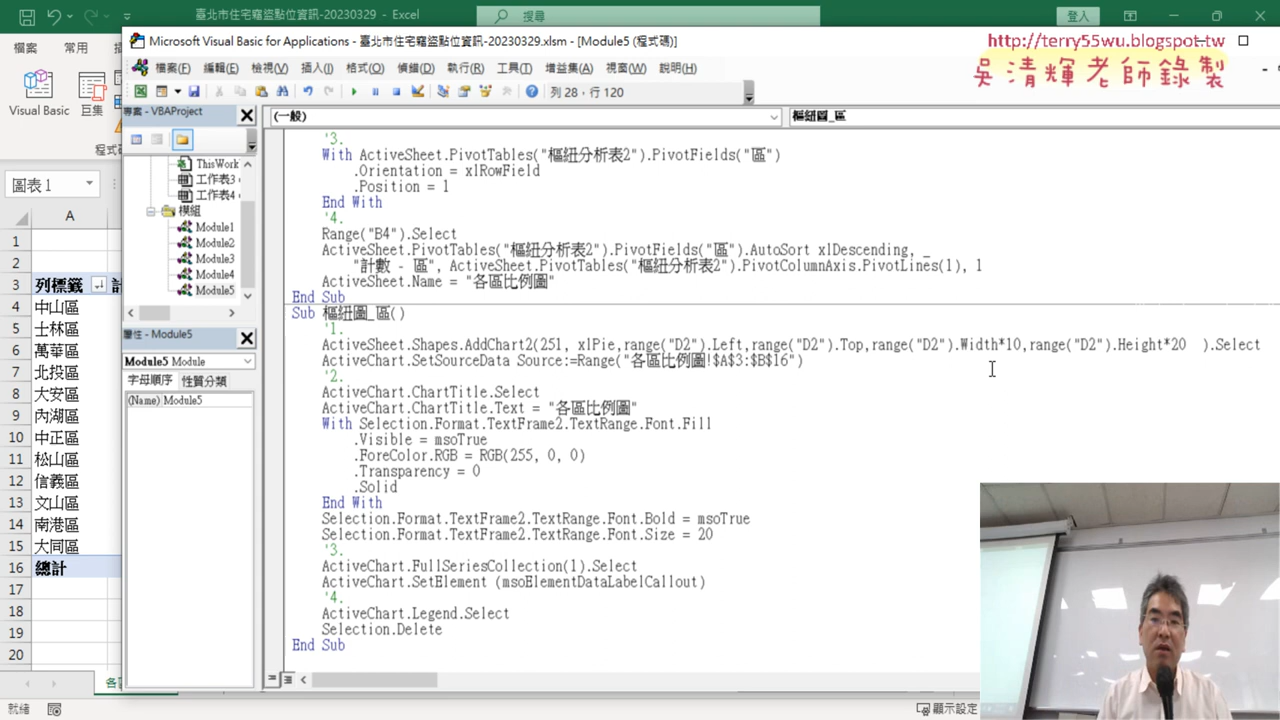 臺北市住宅竊盜點位資訊-20230329 - Excel
搜尋
登入
檔案
常用
Visual Basic
巨集
程式碼
Microsoft Visual Basic for Applications - 臺北市住宅竊盜點位資訊-20230329.xlsm - [Module5 (程式碼)]
http://terry55wu.blogspot.tw
吳清輝老師錄製
檔案(F) 編輯(E) 檢視(V) 插入(I) 格式(O) 偵錯(D) 執行(R) 工具(T) 增益集(A) 視窗(W) 說明(H)
列 28，行 120
專案 - VBAProject
ThisWork
工作表3
工作表4
模組
Module1
Module2
Module3
Module4
Module5
屬性 - Module5
Module5 Module
字母順序 性質分類
(Name) Module5
(一般)
樞紐圖_區
'3.
With ActiveSheet.PivotTables("樞紐分析表2").PivotFields("區")
.Orientation = xlRowField
.Position = 1
End With
'4.
Range("B4").Select
ActiveSheet.PivotTables("樞紐分析表2").PivotFields("區").AutoSort xlDescending, _
"計數 - 區", ActiveSheet.PivotTables("樞紐分析表2").PivotColumnAxis.PivotLines(1), 1
ActiveSheet.Name = "各區比例圖"
End Sub
Sub 樞紐圖_區()
'1.
ActiveSheet.Shapes.AddChart2(251, xlPie,range("D2").Left,range("D2").Top,range("D2").Width*10,range("D2").Height*20  ).Select
ActiveChart.SetSourceData Source:=Range("各區比例圖!$A$3:$B$16")
'2.
ActiveChart.ChartTitle.Select
ActiveChart.ChartTitle.Text = "各區比例圖"
With Selection.Format.TextFrame2.TextRange.Font.Fill
.Visible = msoTrue
.ForeColor.RGB = RGB(255, 0, 0)
.Transparency = 0
.Solid
End With
Selection.Format.TextFrame2.TextRange.Font.Bold = msoTrue
Selection.Format.TextFrame2.TextRange.Font.Size = 20
'3.
ActiveChart.FullSeriesCollection(1).Select
ActiveChart.SetElement (msoElementDataLabelCallout)
'4.
ActiveChart.Legend.Select
Selection.Delete
End Sub
圖表 1
A
1
2
3 列標籤 計
4 中山區
5 士林區
6 萬華區
7 北投區
8 大安區
9 內湖區
10 中正區
11 松山區
12 信義區
13 文山區
14 南港區
15 大同區
16 總計
17
18
19
20
各
就緒
顯示設定